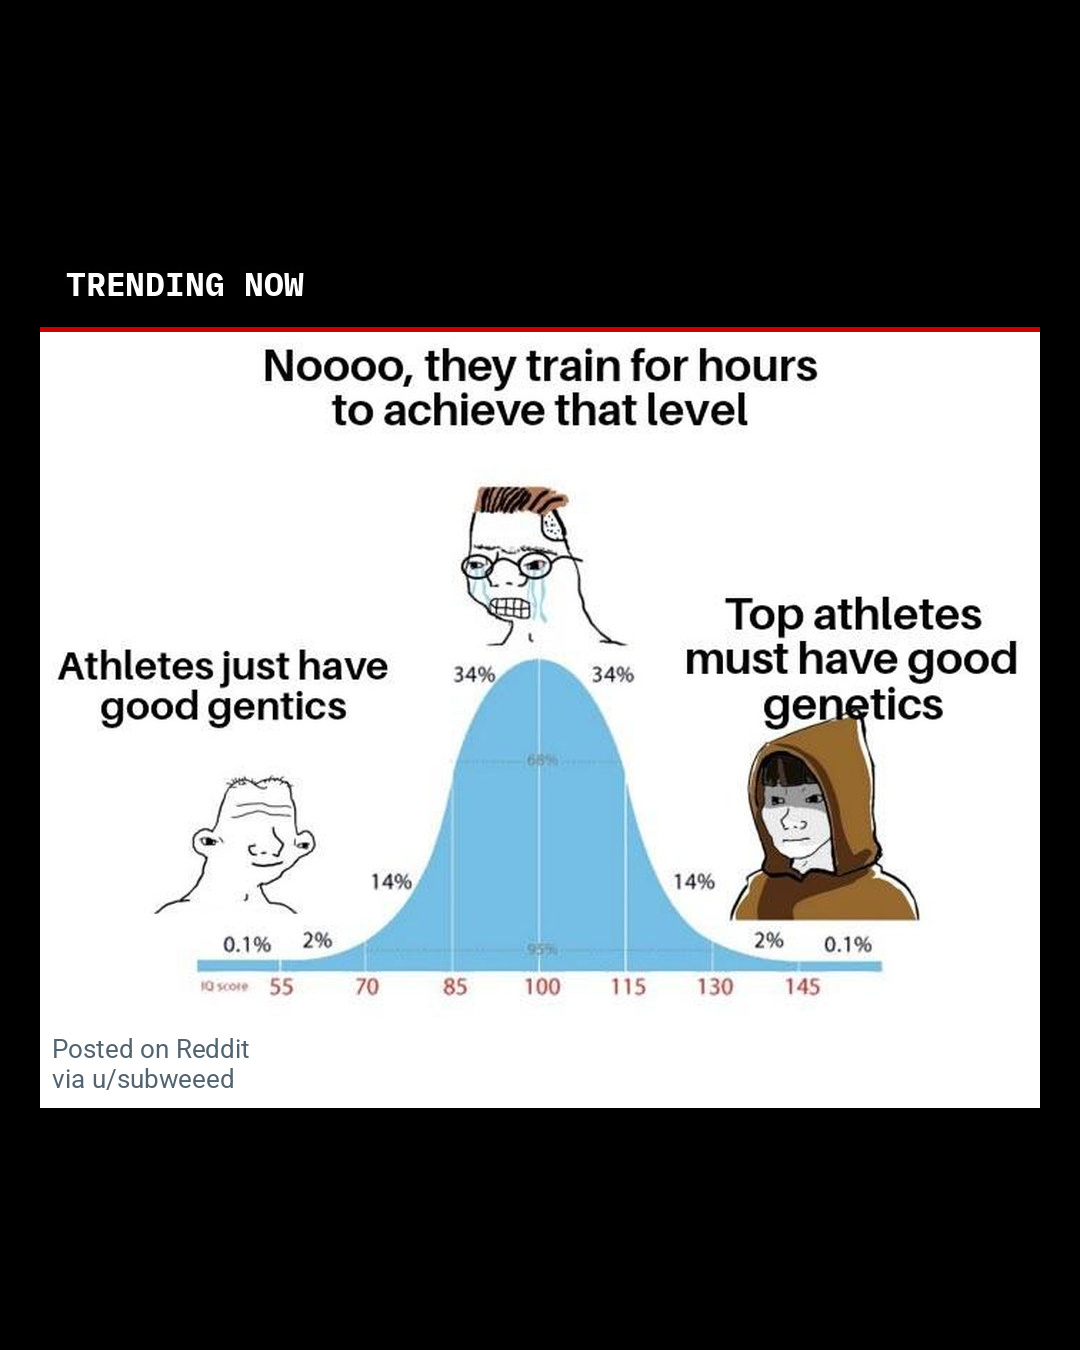 TRENDING NOW
Noooo, they train for hours
to achieve that level
Top athletes
must have good
genetics
Athletes just have
good gentics
34%
34%
68%
14%
14%
0.1%
2%
95%
2%
0.1%
IQ score
55
70
85
100
115
130
145
Posted on Reddit
via u/subweeed